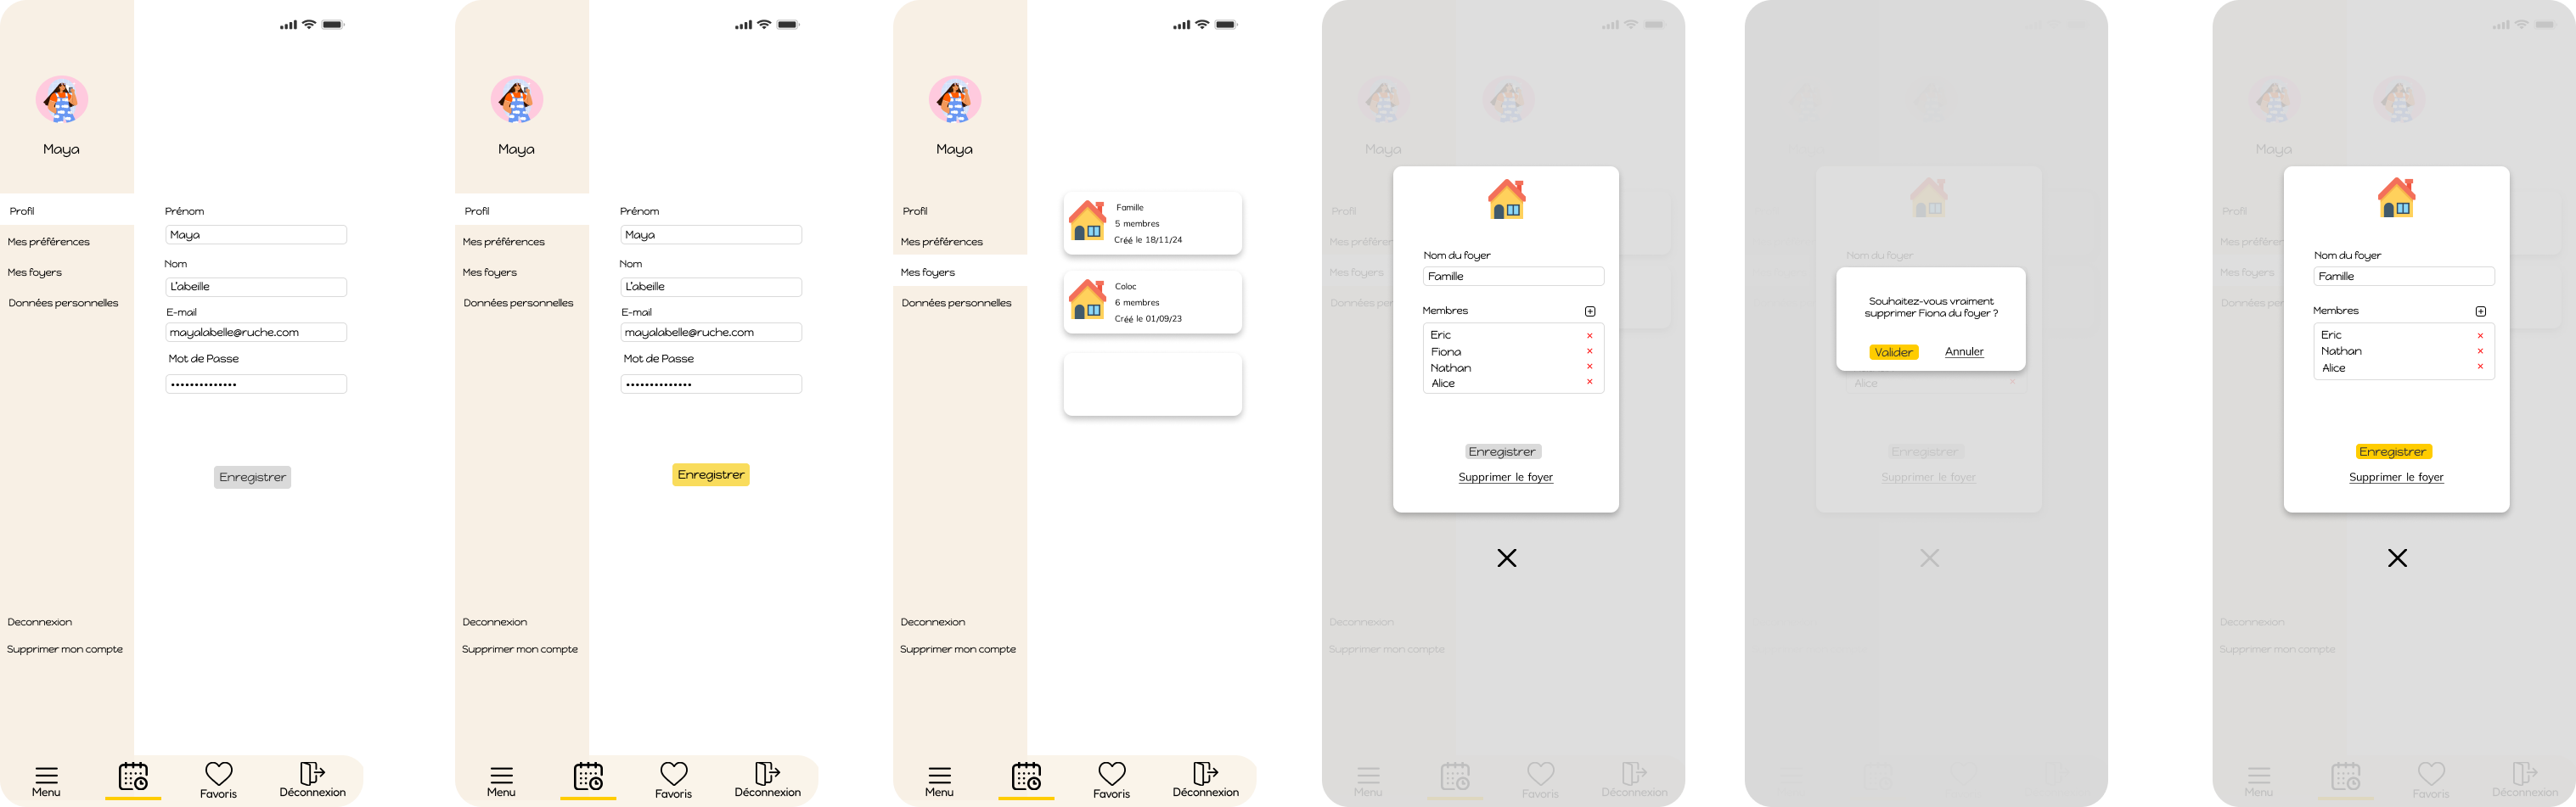 Maya
Profil
Mes préférences
Mes foyers
Données personnelles
Prénom
Maya
Nom
L'abeille
E-mail
mayalabelle@ruche.com
Mot de Passe
••••••••••••••
Enregistrer
Deconnexion
Supprimer mon compte
Menu
Favoris
Déconnexion
Maya
Profil
Mes préférences
Mes foyers
Données personnelles
Prénom
Maya
Nom
L'abeille
E-mail
mayalabelle@ruche.com
Mot de Passe
••••••••••••••
Enregistrer
Deconnexion
Supprimer mon compte
Menu
Favoris
Déconnexion
Maya
Profil
Mes préférences
Mes foyers
Données personnelles
Famille
5 membres
Créé le 18/11/24
Coloc
6 membres
Créé le 01/09/23
Deconnexion
Supprimer mon compte
Menu
Favoris
Déconnexion
Maya
Profil
Mes préféren
Mes foyers
Données per
Nom du foyer
Famille
Membres
Eric
Fiona
Nathan
Alice
Enregistrer
Supprimer le foyer
Deconnexion
Supprimer mon compte
Menu
Favoris
Déconnexion
Nom du foyer
Souhaitez-vous vraiment
supprimer Fiona du foyer ?
Valider
Annuler
Alice
Enregistrer
Supprimer le foyer
Maya
Profil
Mes préféren
Mes foyers
Données per
Nom du foyer
Famille
Membres
Eric
Nathan
Alice
Enregistrer
Supprimer le foyer
Deconnexion
Supprimer mon compte
Menu
Favoris
Déconnexion